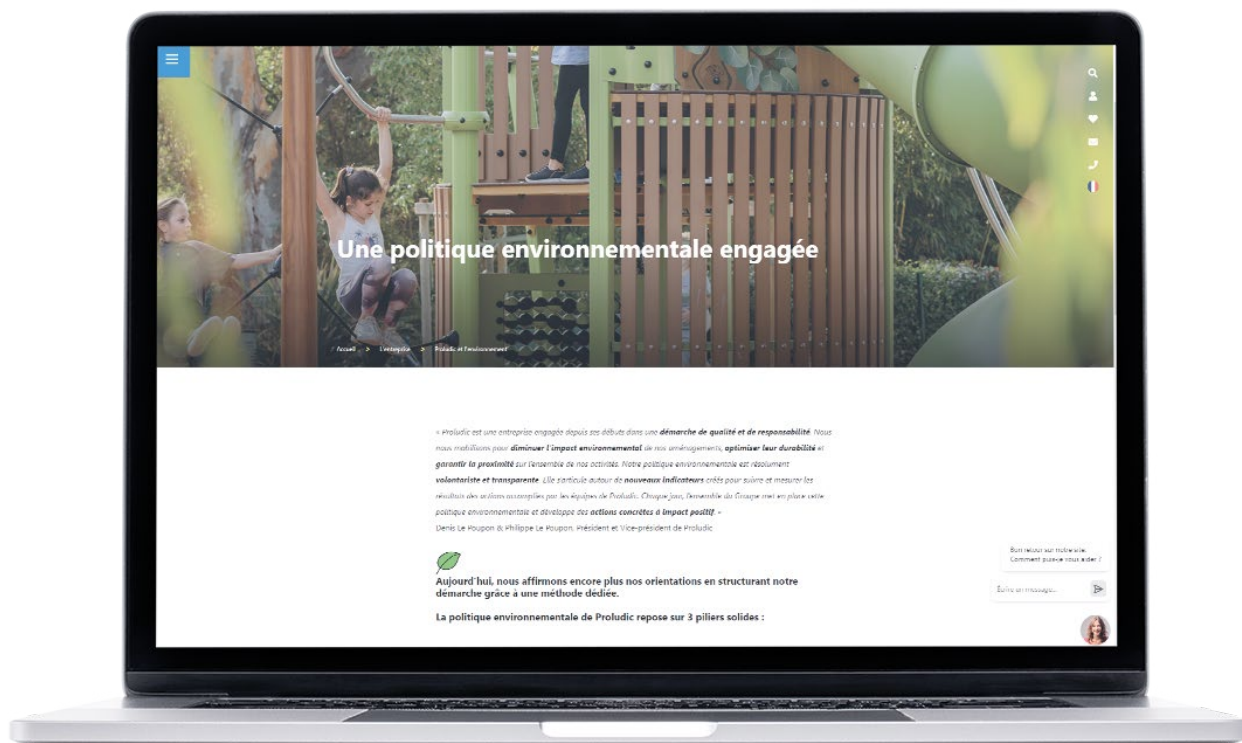 Une politique environnementale engagée
// Accueil > L'entreprise > Proludic et l'environnement
« Proludic est une entreprise engagée depuis ses débuts dans une démarche de qualité et de responsabilité. Nous
nous mobilisons pour diminuer l'impact environnemental de nos aménagements, optimiser leur durabilité et
garantir la proximité sur l'ensemble de nos activités. Notre politique environnementale est résolument
volontariste et transparente. Elle s'articule autour de nouveaux indicateurs créés pour suivre et mesurer les
résultats des actions accomplies par les équipes de Proludic. Chaque jour, l'ensemble du Groupe met en place cette
politique environnementale et développe des actions concrètes à impact positif. »
Denis Le Poupon & Philippe Le Poupon, Président et Vice-président de Proludic
Aujourd'hui, nous affirmons encore plus nos orientations en structurant notre
démarche grâce à une méthode dédiée.
La politique environnementale de Proludic repose sur 3 piliers solides :
Bon retour sur notre site.
Comment puis-je vous aider ?
Écrire un message...